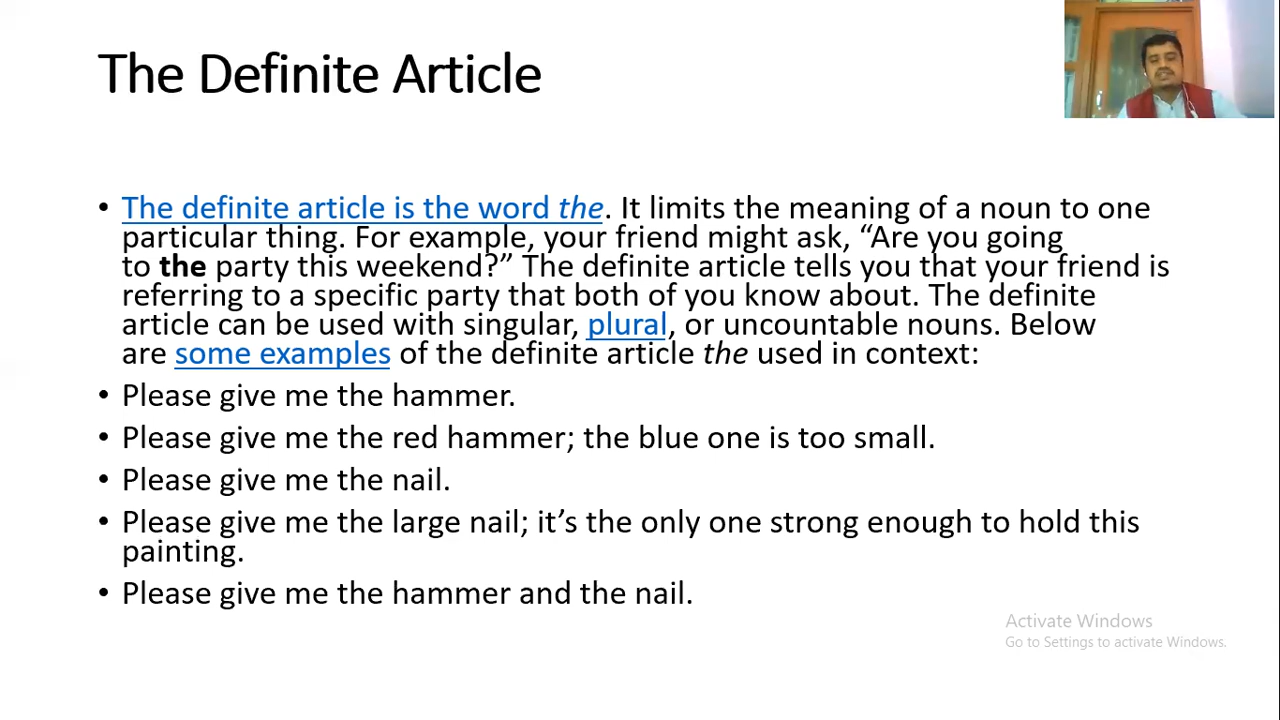 The Definite Article
• The definite article is the word the. It limits the meaning of a noun to one
particular thing. For example, your friend might ask, “Are you going
to the party this weekend?” The definite article tells you that your friend is
referring to a specific party that both of you know about. The definite
article can be used with singular, plural, or uncountable nouns. Below
are some examples of the definite article the used in context:
• Please give me the hammer.
• Please give me the red hammer; the blue one is too small.
• Please give me the nail.
• Please give me the large nail; it’s the only one strong enough to hold this
painting.
• Please give me the hammer and the nail.
Activate Windows
Go to Settings to activate Windows.